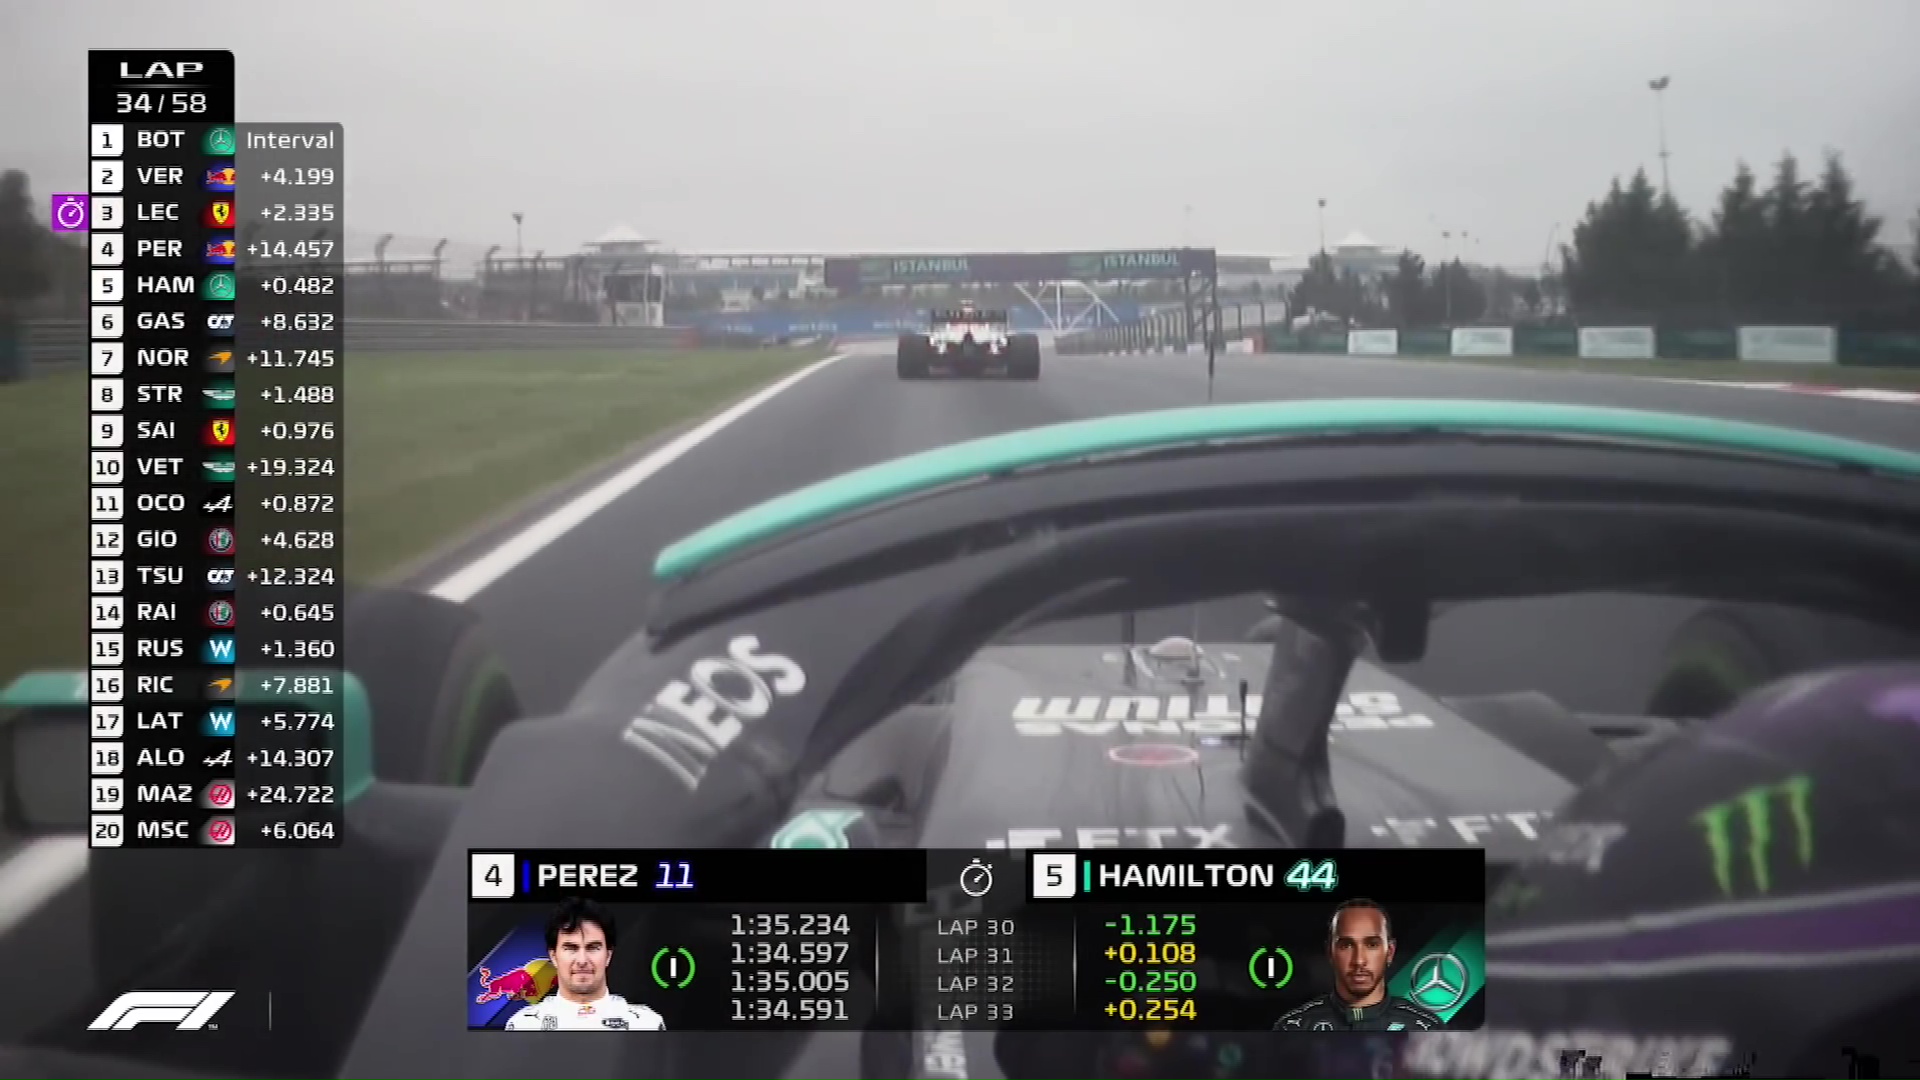 LAP
34/58
1 BOT Interval
2 VER +4.199
3 LEC +2.335
4 PER +14.457
5 HAM +0.482
6 GAS +8.632
7 NOR +11.745
8 STR +1.488
9 SAI +0.976
10 VET +19.324
11 OCO +0.872
12 GIO +4.628
13 TSU +12.324
14 RAI +0.645
15 RUS W +1.360
16 RIC +7.881
17 LAT W +5.774
18 ALO +14.307
19 MAZ +24.722
20 MSC +6.064
ISTANBUL ISTANBUL
INEOS
PETRONAS
FTX
4 PEREZ 11
5 HAMILTON 44
1:35.234 LAP 30 -1.175
1:34.597 LAP 31 +0.108
1:35.005 LAP 32 -0.250
1:34.591 LAP 33 +0.254
I I
F1